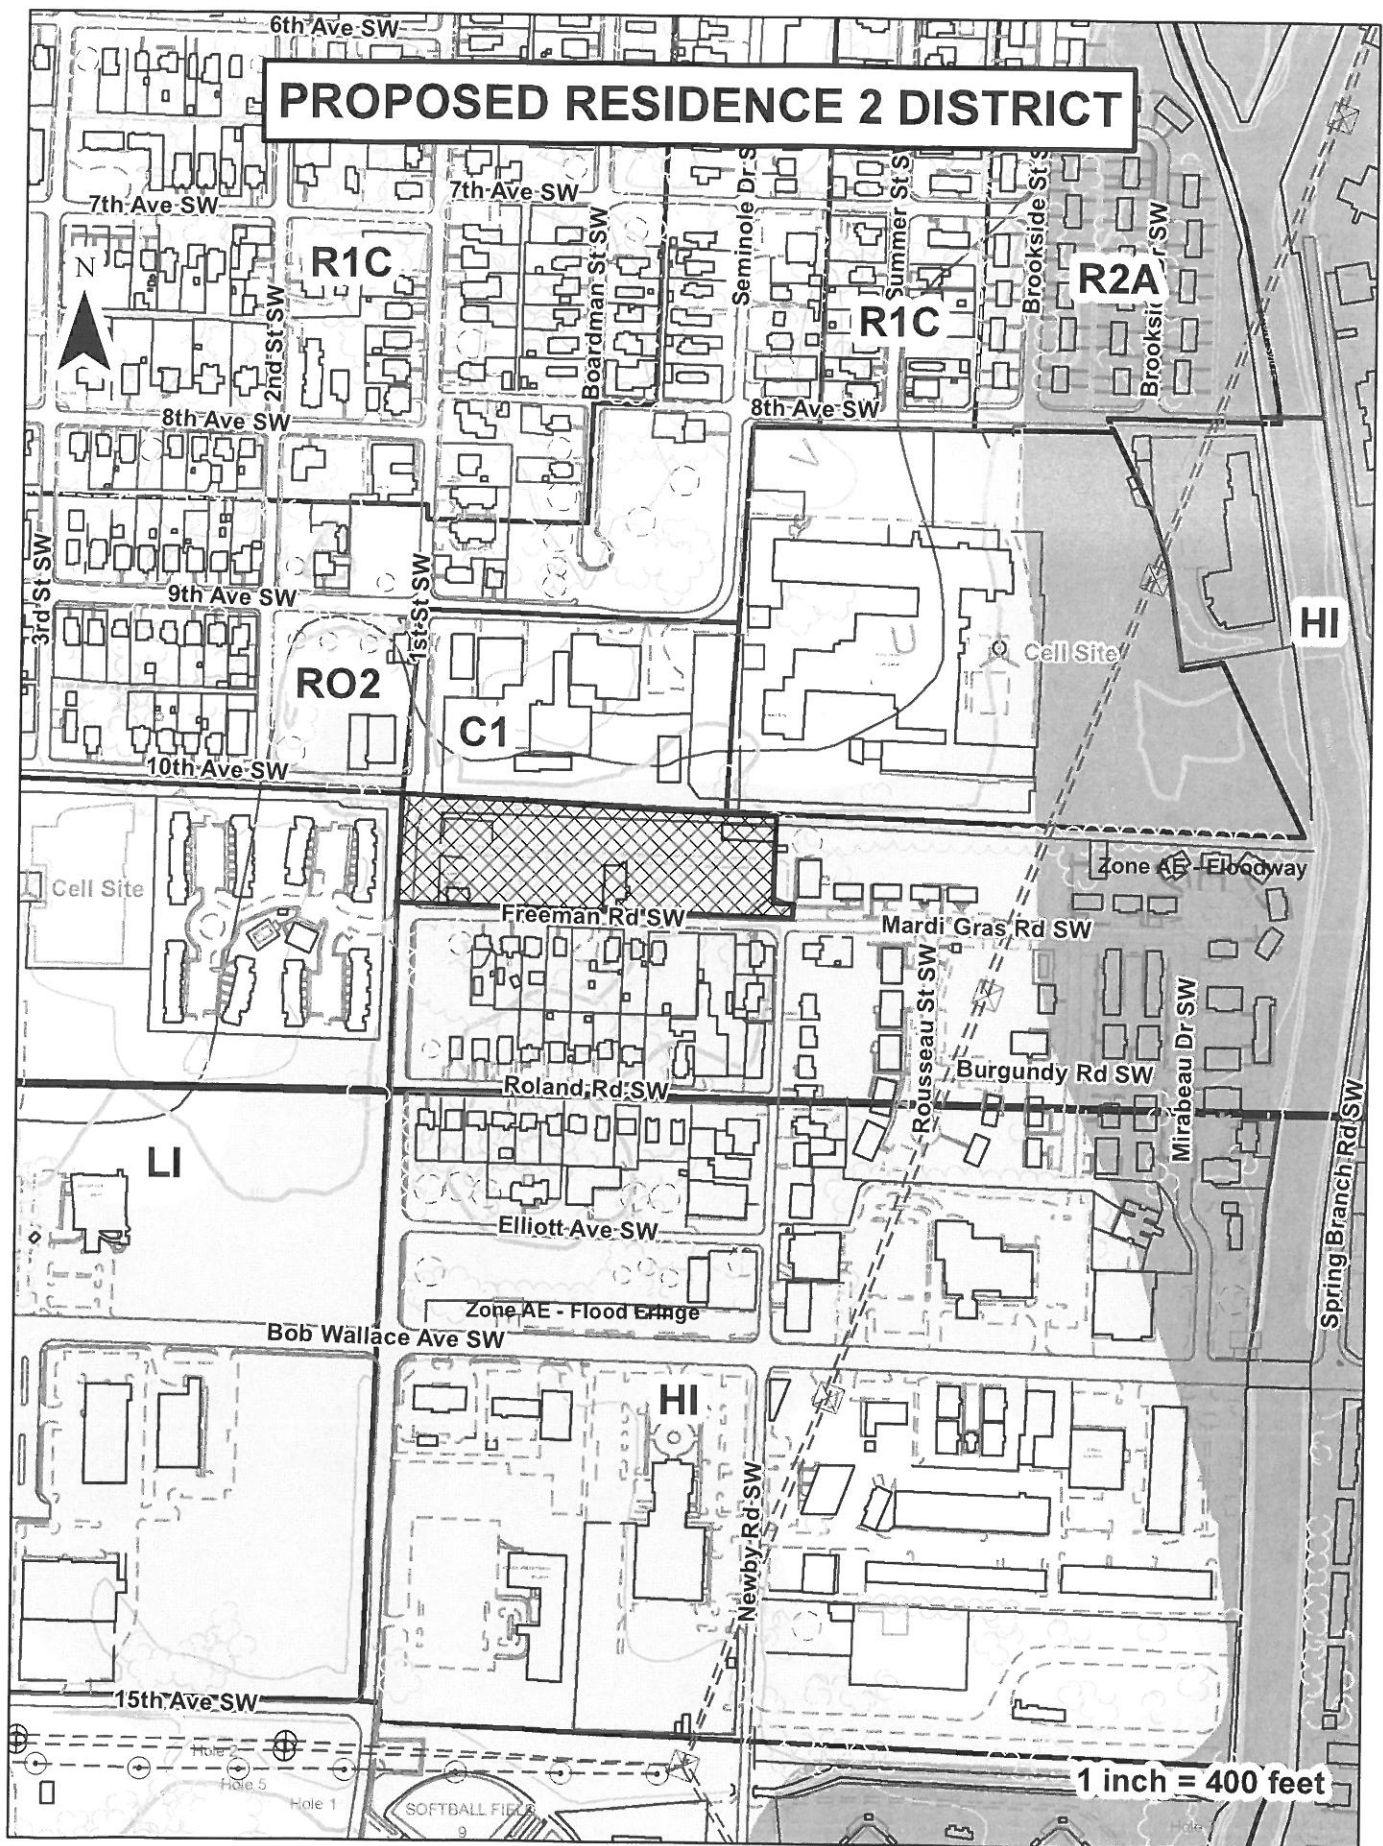 6th Ave SW
PROPOSED RESIDENCE 2 DISTRICT
7th Ave SW
7th Ave SW
N
R1C
2nd St SW
Boardman St SW
Seminole Dr S
Summer St S
R1C
Brookside St S
R2A
8th Ave SW
8th Ave SW
3rd St SW
9th Ave SW
1st St SW
Cell Site
HI
RO2
C1
10th Ave SW
Cell Site
Zone AE - Floodway
Freeman Rd SW
Mardi Gras Rd SW
Rousseau St SW
Mirabeau Dr SW
Roland Rd SW
Burgundy Rd SW
LI
Elliott Ave SW
Spring Branch Rd SW
Zone AE - Flood Fringe
Bob Wallace Ave SW
HI
Newby Rd SW
15th Ave SW
Hole 2
Hole 5
Hole 1
SOFTBALL FIELD
9
1 inch = 400 feet